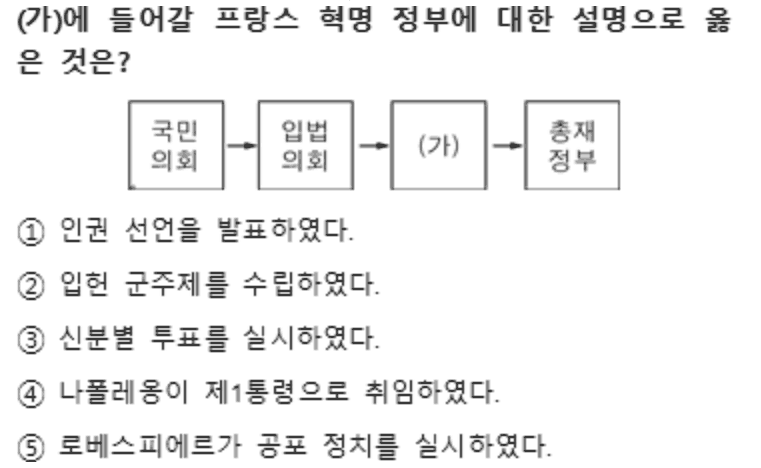 (가)에 들어갈 프랑스 혁명 정부에 대한 설명으로 옳
은 것은?
국민
의회
입법
의회
(가)
총재
정부
① 인권 선언을 발표하였다.
② 입헌 군주제를 수립하였다.
③ 신분별 투표를 실시하였다.
④ 나폴레옹이 제1통령으로 취임하였다.
⑤ 로베스피에르가 공포 정치를 실시하였다.